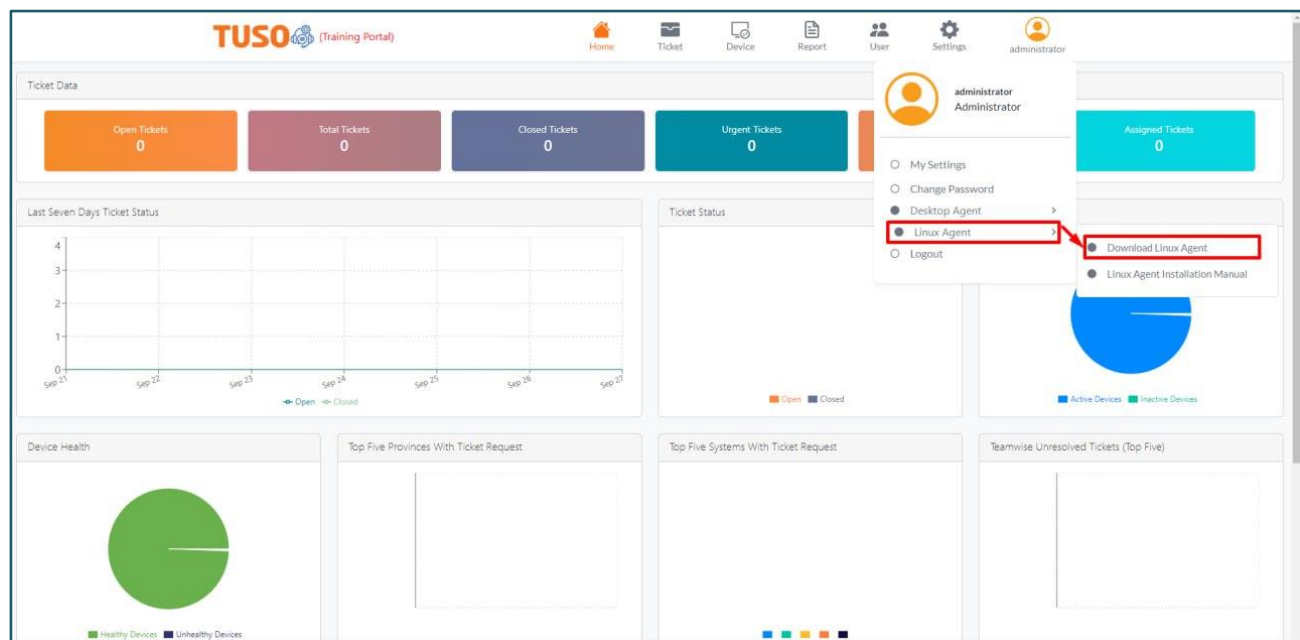 TUSO (Training Portal)
Home
Ticket
Device
Report
User
Settings
administrator
administrator
Administrator
My Settings
Change Password
Desktop Agent
Linux Agent
Logout
Download Linux Agent
Linux Agent Installation Manual
Ticket Data
Open Tickets
0
Total Tickets
0
Closed Tickets
0
Urgent Tickets
0
Assigned Tickets
0
Last Seven Days Ticket Status
4
3
2
1
0
Sep 21
Sep 22
Sep 23
Sep 24
Sep 25
Sep 26
Sep 27
Open Closed
Ticket Status
Open Closed
Active Devices Inactive Devices
Device Health
Healthy Devices Unhealthy Devices
Top Five Provinces With Ticket Request
Top Five Systems With Ticket Request
Teamwise Unresolved Tickets (Top Five)